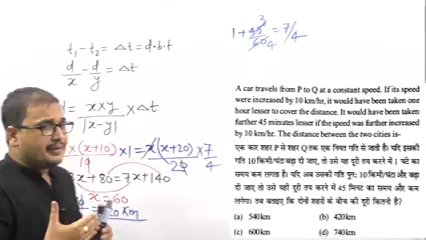 t₁ - t₂ = Δt = d·b·t
d/x - d/y = Δt
= x×y / |x-y| × Δt
(x+10) / 10 × 1 = x(x+20) / 20 × 7/4
x + 80 = 7x + 140
x = 60
km
1 + 45/60 = 7/4
3
4
A car travels from P to Q at a constant speed. If its speed
were increased by 10 km/hr, it would have been taken one
hour lesser to cover the distance. It would have been taken
further 45 minutes lesser if the speed was further increased
by 10 km/hr. The distance between the two cities is-
एक कार शहर P से शहर Q तक एक नियत गति से जाती है। यदि इसकी
गति 10 किमी/घंटा बढ़ा दी जाए, तो उसे यह दूरी तय करने में 1 घंटे
का समय कम लगता है। यदि अब उसकी गति पुनः 10 किमी/घंटा और बढ़ा
दी जाए तो उसे यह दूरी तय करने में 45 मिनट का समय और कम
लगेगा। तब बताइए कि दोनों शहरों के बीच की दूरी कितनी है?
(a) 540km (b) 420km
(c) 600km (d) 740km